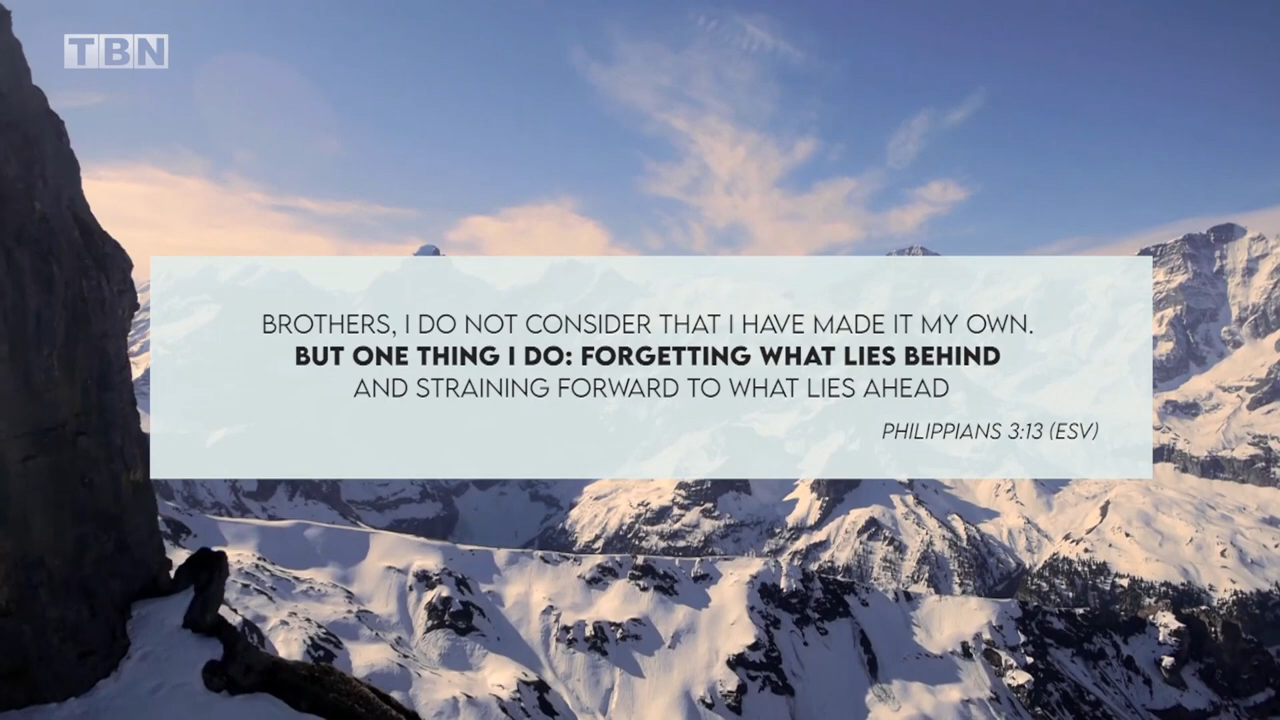 TBN
BROTHERS, I DO NOT CONSIDER THAT I HAVE MADE IT MY OWN.
BUT ONE THING I DO: FORGETTING WHAT LIES BEHIND
AND STRAINING FORWARD TO WHAT LIES AHEAD
PHILIPPIANS 3:13 (ESV)